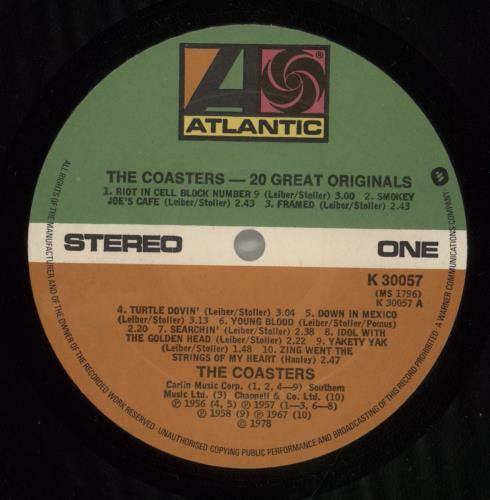 ATLANTIC
THE COASTERS — 20 GREAT ORIGINALS
1. RIOT IN CELL BLOCK NUMBER 9 (Leiber/Stoller) 3.00 2. SMOKEY
JOE'S CAFE (Leiber/Stoller) 2.43 3. FRAMED (Leiber/Stoller) 2.43
STEREO ONE
K 30057
(MS 1796)
K 30057 A
4. TURTLE DOVIN' (Leiber/Stoller) 3.04 5. DOWN IN MEXICO
(Leiber/Stoller) 3.13 6. YOUNG BLOOD (Leiber/Stoller/Pomus)
2.20 7. SEARCHIN' (Leiber/Stoller) 2.38 8. IDOL WITH
THE GOLDEN HEAD (Leiber/Stoller) 2.22 9. YAKETY YAK
(Leiber/Stoller) 1.48 10. ZING WENT THE
STRINGS OF MY HEART (Hanley) 2.47
THE COASTERS
Carlin Music Corp. (1, 2, 4—9) Southern
Music Ltd. (3) Chappell & Co. Ltd. (10)
℗ 1956 (4, 5) ℗ 1957 (1—3, 6—8)
℗ 1958 (9) ℗ 1967 (10)
© 1978
ALL RIGHTS OF THE MANUFACTURER AND OF THE OWNER OF THE RECORDED WORK RESERVED. UNAUTHORISED COPYING PUBLIC PERFORMANCE AND BROADCASTING OF THIS RECORD PROHIBITED. A WARNER COMMUNICATIONS COMPANY